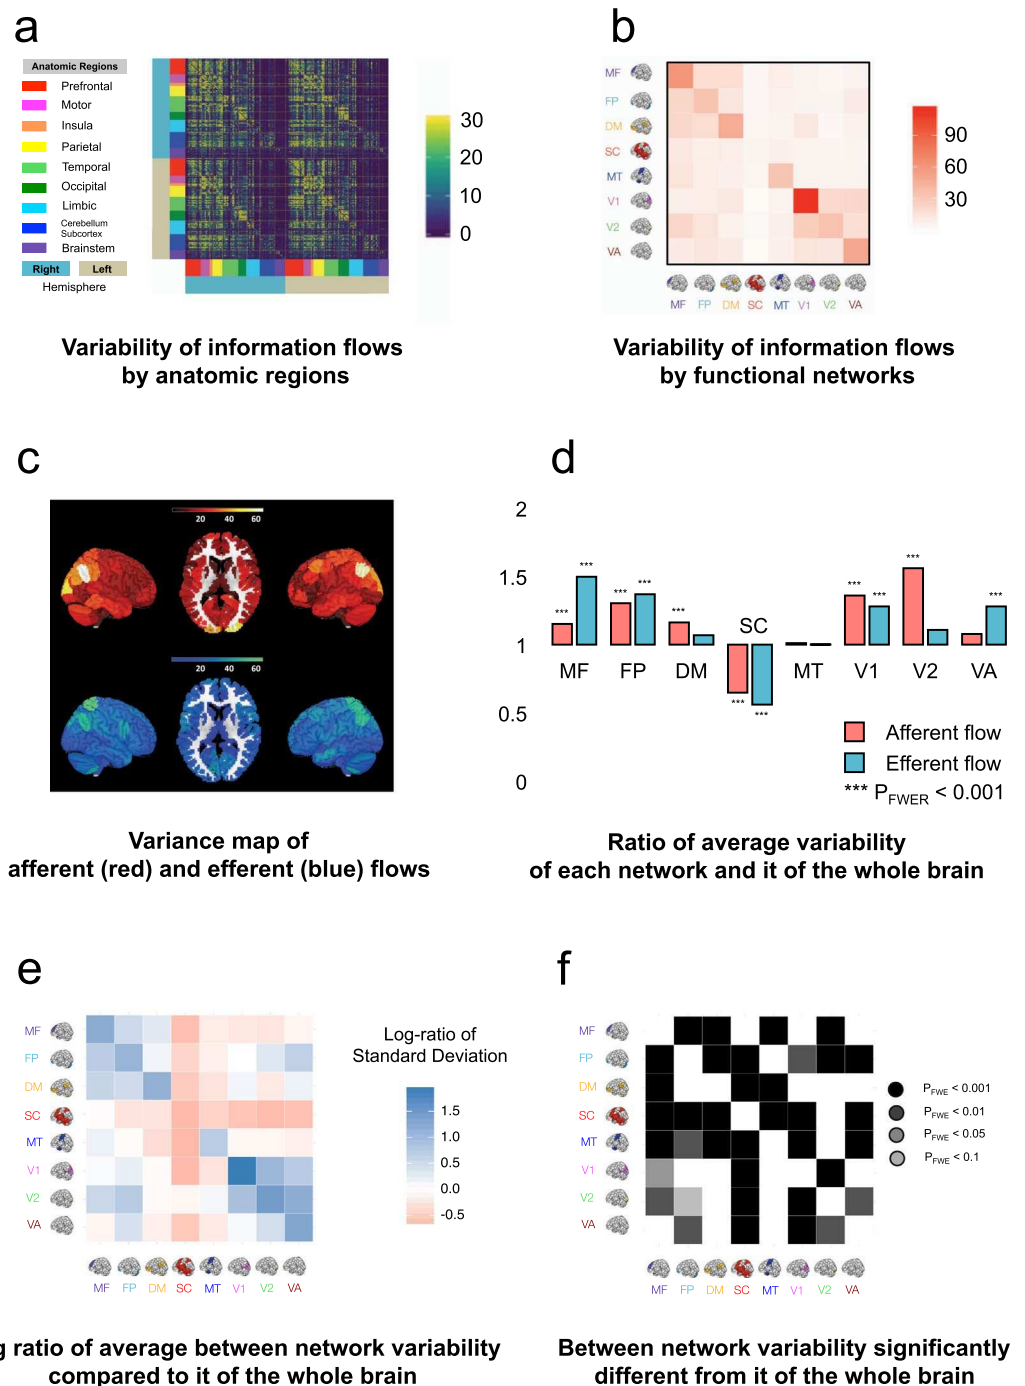 a
Anatomic Regions
Prefrontal
Motor
Insula
Parietal
Temporal
Occipital
Limbic
Cerebellum
Subcortex
Brainstem
Right Left
Hemisphere
30
20
10
0
Variability of information flows
by anatomic regions
b
MF
FP
DM
SC
MT
V1
V2
VA
MF FP DM SC MT V1 V2 VA
90
60
30
Variability of information flows
by functional networks
c
20 40 60
20 40 60
Variance map of
afferent (red) and efferent (blue) flows
d
2
1.5
1
0.5
0
*** *** *** *** *** *** *** *** ***
SC
*** ***
MF FP DM MT V1 V2 VA
Afferent flow
Efferent flow
*** PFWER < 0.001
Ratio of average variability
of each network and it of the whole brain
e
MF
FP
DM
SC
MT
V1
V2
VA
MF FP DM SC MT V1 V2 VA
Log-ratio of
Standard Deviation
1.5
1.0
0.5
0.0
-0.5
g ratio of average between network variability
compared to it of the whole brain
f
MF
FP
DM
SC
MT
V1
V2
VA
MF FP DM SC MT V1 V2 VA
PFWE < 0.001
PFWE < 0.01
PFWE < 0.05
PFWE < 0.1
Between network variability significantly
different from it of the whole brain